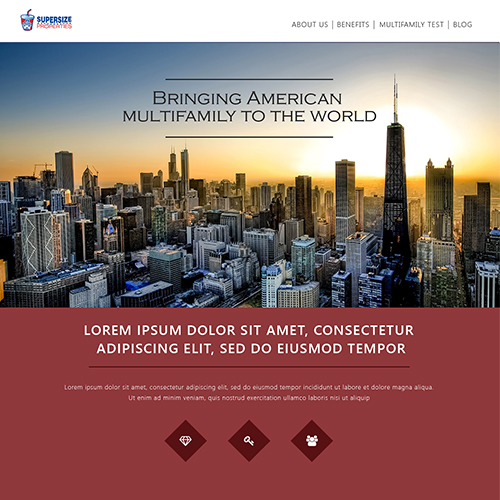 SUPERSIZE
PROPERTIES
ABOUT US | BENEFITS | MULTIFAMILY TEST | BLOG
BRINGING AMERICAN
MULTIFAMILY TO THE WORLD
LOREM IPSUM DOLOR SIT AMET, CONSECTETUR
ADIPISCING ELIT, SED DO EIUSMOD TEMPOR
Lorem ipsum dolor sit amet, consectetur adipiscing elit, sed do eiusmod tempor incididunt ut labore et dolore magna aliqua.
Ut enim ad minim veniam, quis nostrud exercitation ullamco laboris nisi ut aliquip